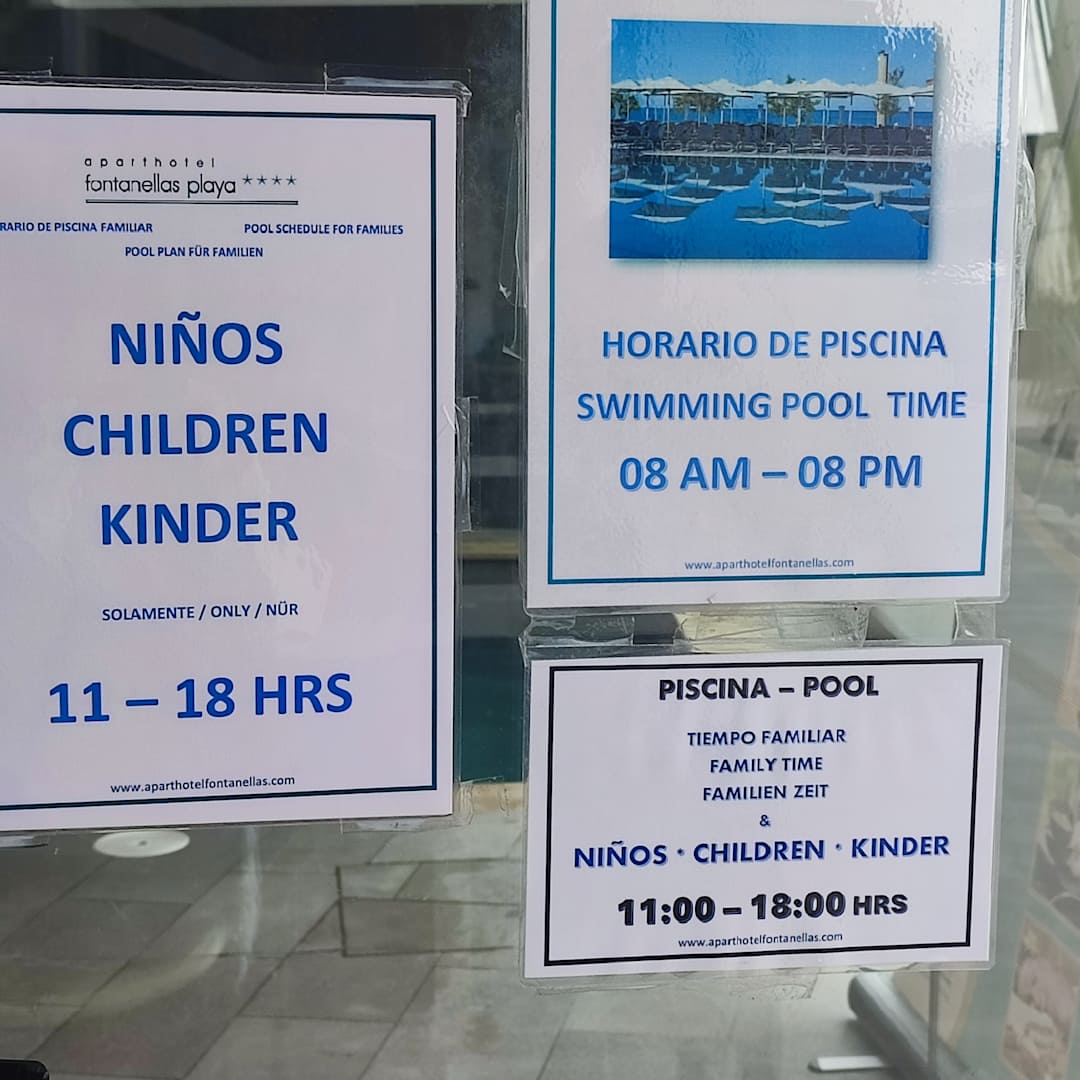 aparthotel
fontanellas playa ****
RARIO DE PISCINA FAMILIAR POOL SCHEDULE FOR FAMILIES
POOL PLAN FÜR FAMILIEN
NIÑOS
CHILDREN
KINDER
SOLAMENTE / ONLY / NÜR
11 – 18 HRS
www.aparthotelfontanellas.com
HORARIO DE PISCINA
SWIMMING POOL TIME
08 AM – 08 PM
www.aparthotelfontanellas.com
PISCINA – POOL
TIEMPO FAMILIAR
FAMILY TIME
FAMILIEN ZEIT
&
NIÑOS · CHILDREN · KINDER
11:00 – 18:00 HRS
www.aparthotelfontanellas.com